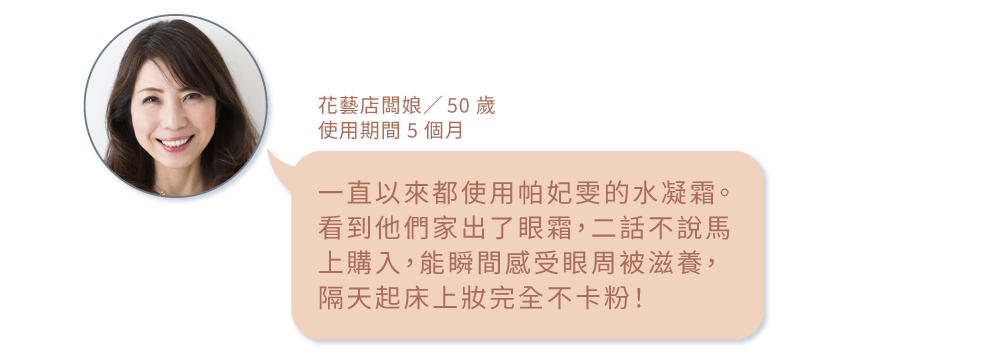 花藝店闆娘／50 歲
使用期間 5 個月
一直以來都使用帕妃雯的水凝霜。
看到他們家出了眼霜，二話不說馬
上購入，能瞬間感受眼周被滋養，
隔天起床上妝完全不卡粉！